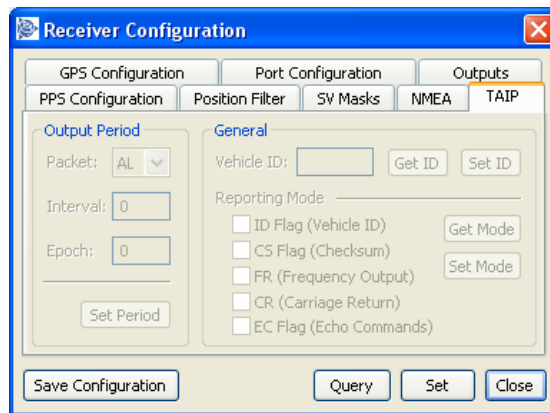 Receiver Configuration
GPS Configuration Port Configuration Outputs
PPS Configuration Position Filter SV Masks NMEA TAIP
Output Period
Packet: AL
Interval: 0
Epoch: 0
Set Period
General
Vehicle ID: Get ID Set ID
Reporting Mode
ID Flag (Vehicle ID)
CS Flag (Checksum)
FR (Frequency Output)
CR (Carriage Return)
EC Flag (Echo Commands)
Get Mode
Set Mode
Save Configuration Query Set Close